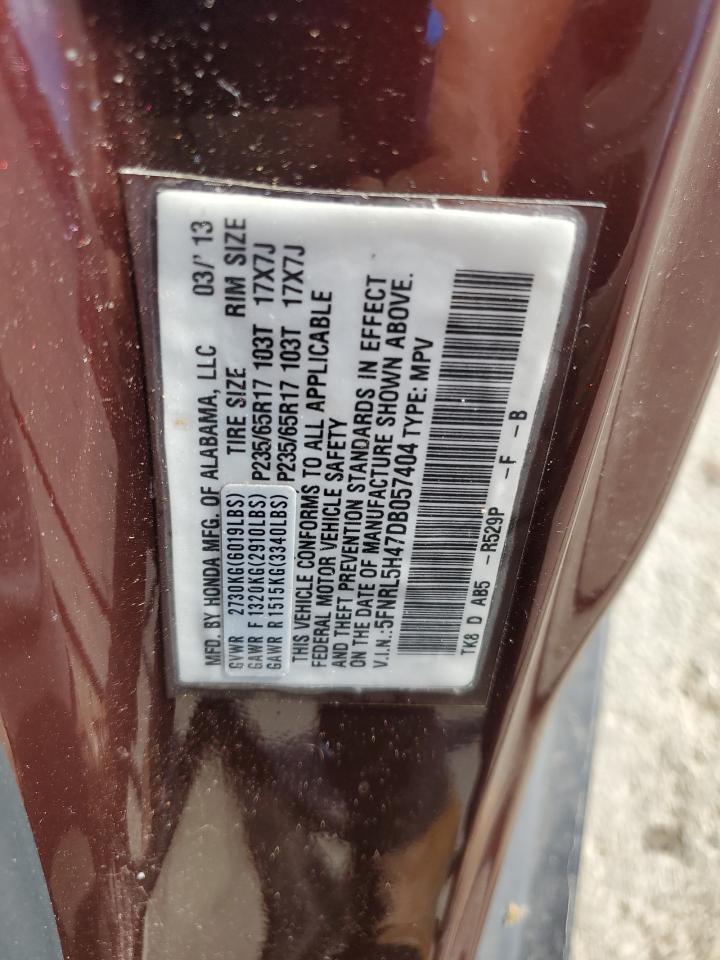 MFD. BY HONDA MFG. OF ALABAMA, LLC 03/'13
GVWR 2730KG(6019LBS) TIRE SIZE RIM SIZE
GAWR F 1320KG(2910LBS) P235/65R17 103T 17X7J
GAWR R 1515KG(3340LBS) P235/65R17 103T 17X7J
THIS VEHICLE CONFORMS TO ALL APPLICABLE
FEDERAL MOTOR VEHICLE SAFETY
AND THEFT PREVENTION STANDARDS IN EFFECT
ON THE DATE OF MANUFACTURE SHOWN ABOVE.
V.I.N.:5FNRL5H47DB057404 TYPE: MPV
TK8 D AB5 -R529P -F -B